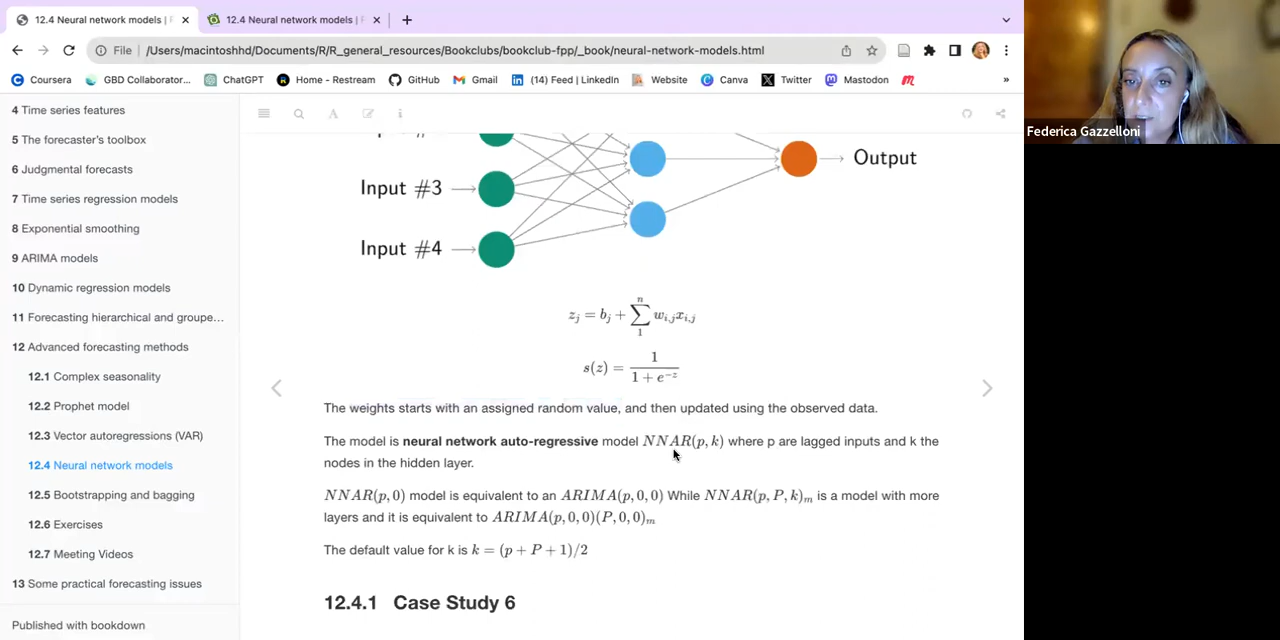 12.4 Neural network models | F
12.4 Neural network models | F
File
/Users/macintoshhd/Documents/R/R_general_resources/Bookclubs/bookclub-fpp/_book/neural-network-models.html
Coursera
GBD Collaborator...
ChatGPT
Home - Restream
GitHub
Gmail
(14) Feed | LinkedIn
Website
Canva
Twitter
Mastodon
»
Federica Gazzelloni
4 Time series features
5 The forecaster's toolbox
6 Judgmental forecasts
7 Time series regression models
8 Exponential smoothing
9 ARIMA models
10 Dynamic regression models
11 Forecasting hierarchical and groupe...
12 Advanced forecasting methods
12.1 Complex seasonality
12.2 Prophet model
12.3 Vector autoregressions (VAR)
12.4 Neural network models
12.5 Bootstrapping and bagging
12.6 Exercises
12.7 Meeting Videos
13 Some practical forecasting issues
Published with bookdown
Output
Input #3
Input #4
z_j = b_j + \sum_1^n w_{i,j} x_{i,j}
s(z) = \frac{1}{1 + e^{-z}}
The weights starts with an assigned random value, and then updated using the observed data.
The model is neural network auto-regressive model NNAR(p, k) where p are lagged inputs and k the
nodes in the hidden layer.
NNAR(p, 0) model is equivalent to an ARIMA(p, 0, 0) While NNAR(p, P, k)_m is a model with more
layers and it is equivalent to ARIMA(p, 0, 0)(P, 0, 0)_m
The default value for k is k = (p + P + 1)/2
12.4.1 Case Study 6